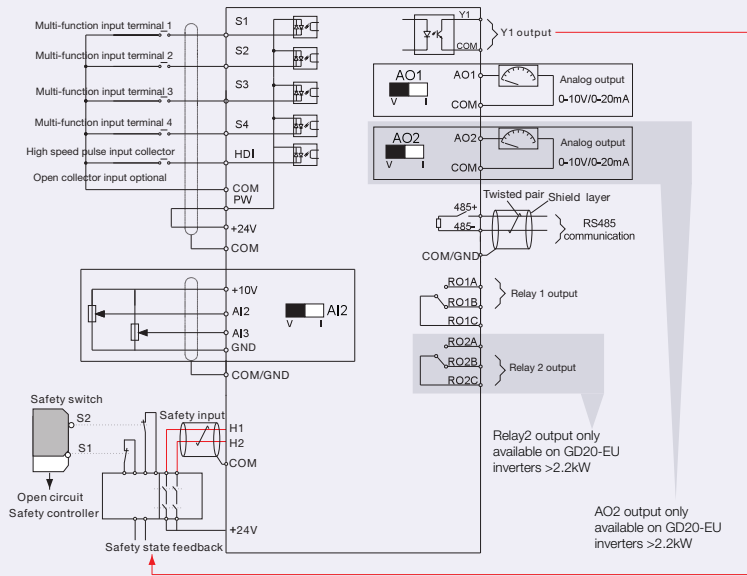 Multi-function input terminal 1
S1
Multi-function input terminal 2
S2
Multi-function input terminal 3
S3
Multi-function input terminal 4
S4
High speed pulse input collector
HDI
Open collector input optional
COM
PW
+24V
COM
+10V
AI2
AI3
GND
V I
AI2
COM/GND
Safety switch
S2
S1
Safety input
H1
H2
COM
Open circuit
Safety controller
+24V
Safety state feedback
Y1
COM
Y1 output
AO1
V I
AO1
COM
Analog output
0-10V/0-20mA
AO2
V I
AO2
COM
Analog output
0-10V/0-20mA
Twisted pair
Shield layer
485+
485-
RS485
communication
COM/GND
RO1A
RO1B
RO1C
Relay 1 output
RO2A
RO2B
RO2C
Relay 2 output
Relay2 output only
available on GD20-EU
inverters >2.2kW
AO2 output only
available on GD20-EU
inverters >2.2kW